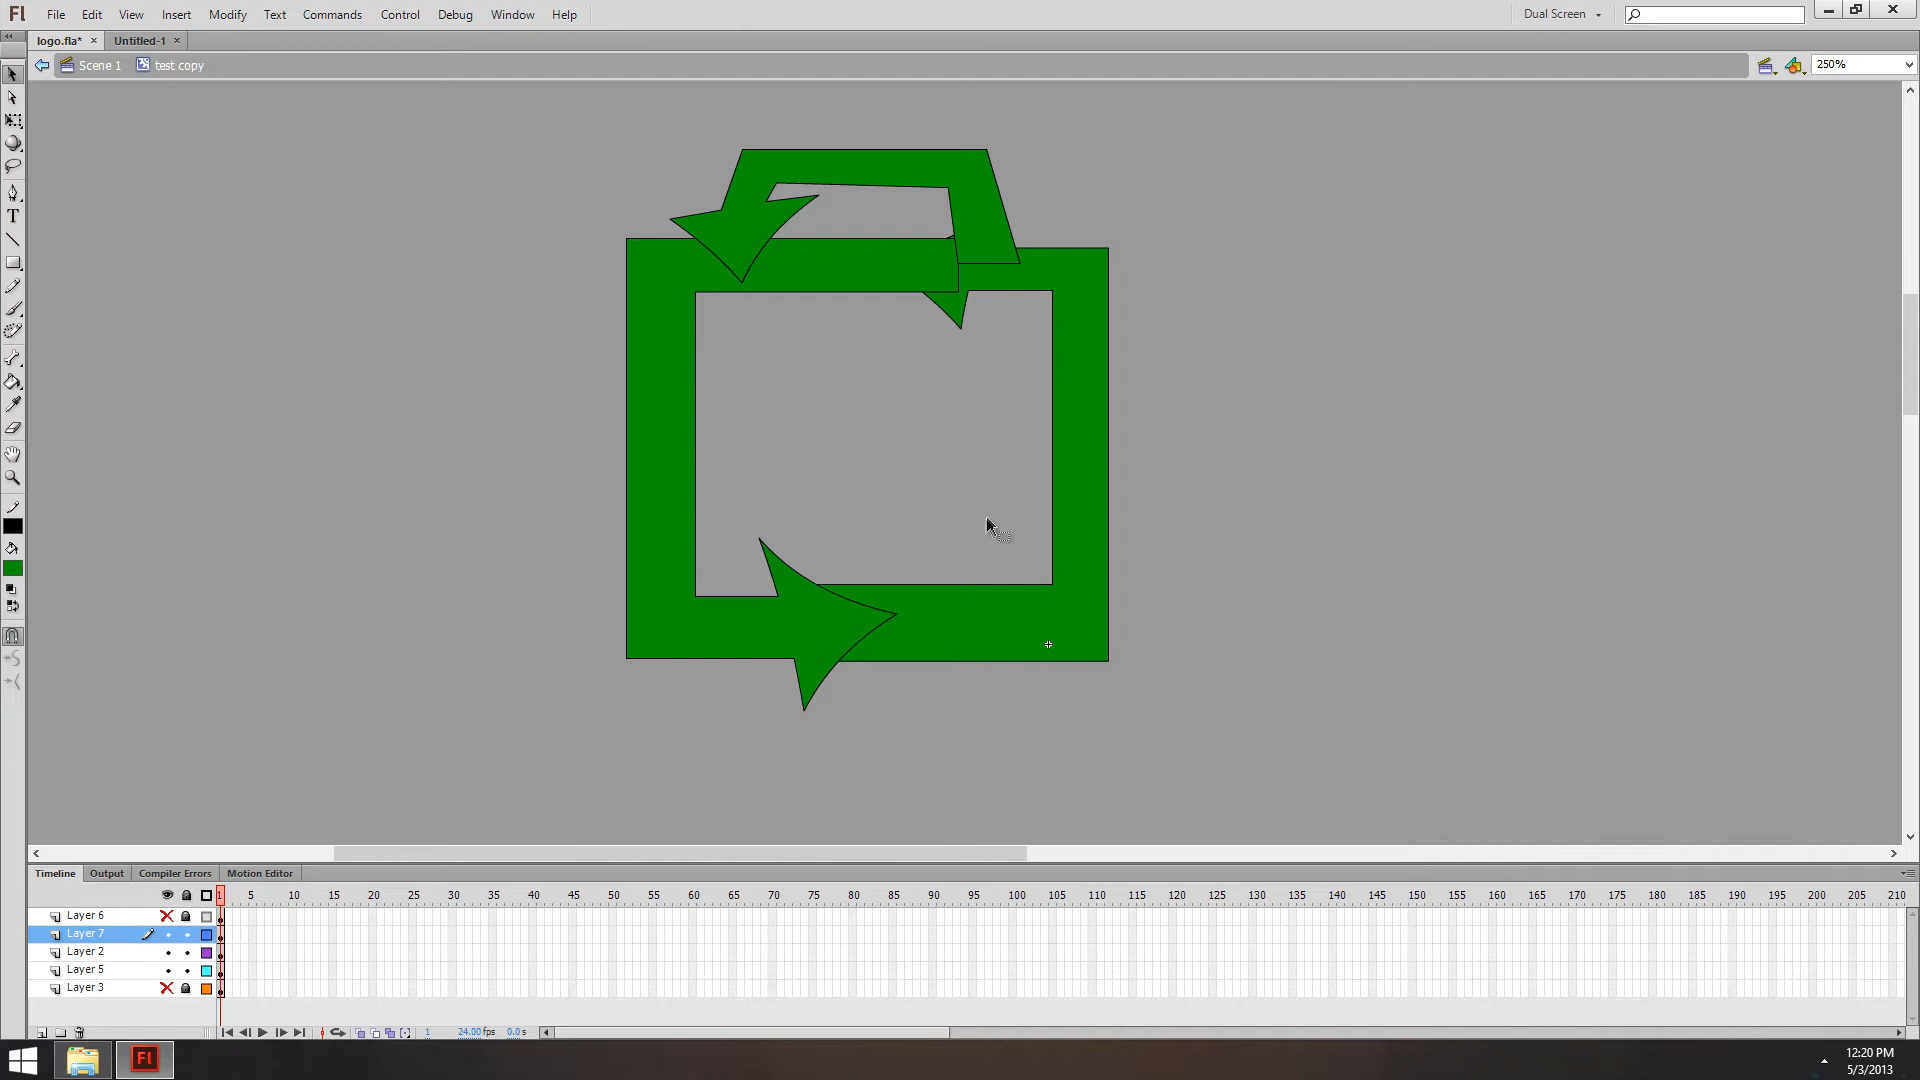 Fl File Edit View Insert Modify Text Commands Control Debug Window Help Dual Screen
logo.fla* × Untitled-1 ×
Scene 1 test copy 250%
T
Timeline Output Compiler Errors Motion Editor
1 5 10 15 20 25 30 35 40 45 50 55 60 65 70 75 80 85 90 95 100 105 110 115 120 125 130 135 140 145 150 155 160 165 170 175 180 185 190 195 200 205 210
Layer 6
Layer 7
Layer 2
Layer 5
Layer 3
1 24.00 fps 0.0 s
Fl 12:20 PM
5/3/2013